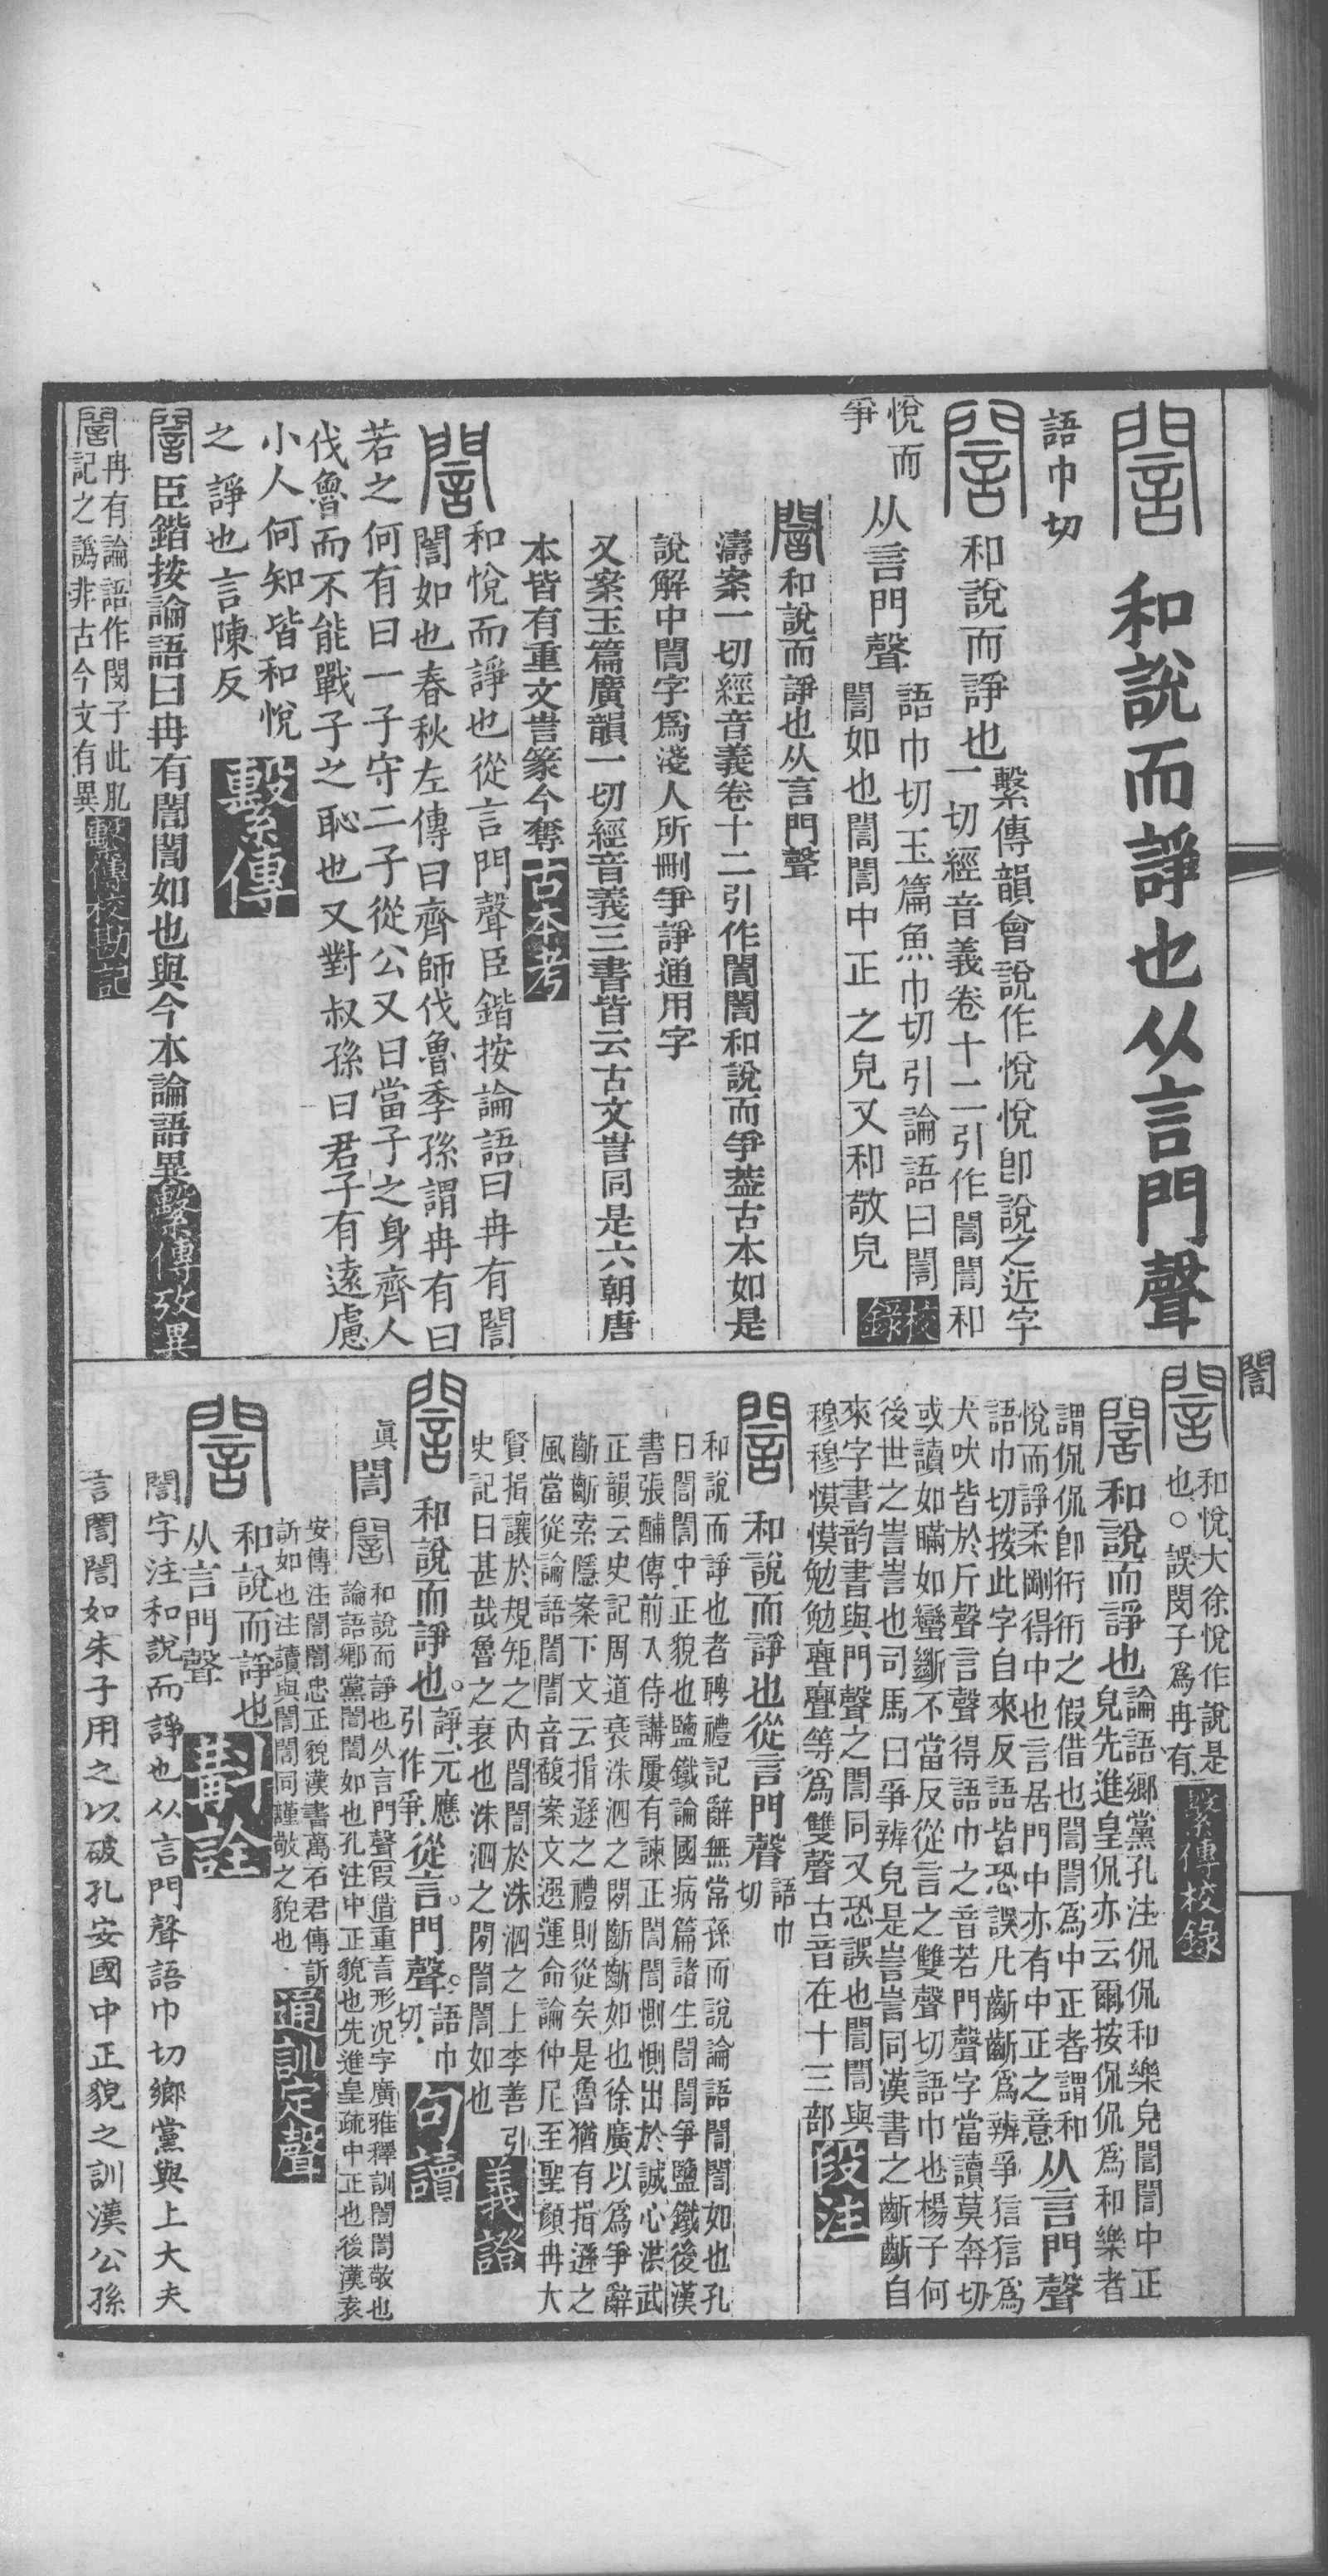 誾 和說而諍也从言門聲
語巾切
誾 和說而諍也
繫傳韻會說作悅悅卽說之近字
一切經音義卷十二引作誾誾和
悅而
爭
从言門聲
語巾切玉篇魚巾切引論語曰誾
誾如也誾誾中正之皃又和敬皃
校錄
誾和說而諍也从言門聲
濤案一切經音義卷十二引作誾誾和說而爭葢古本如是
說解中誾字爲淺人所刪爭諍通用字
又案玉篇廣韻一切經音義三書皆云古文訔同是六朝唐
本皆有重文訔篆今奪古本考
誾 和悅而諍也從言門聲臣鍇按論語曰冉有誾
誾如也春秋左傳曰齊師伐魯季孫謂冉有曰
若之何有曰一子守二子從公又曰當子之身齊人
伐魯而不能戰子之恥也又對叔孫曰君子有遠慮
小人何知皆和悅
之諍也言陳反
繫傳
誾臣鍇按論語曰冉有誾誾如也與今本論語異繫傳攷異
誾冉有論語作閔子此肊
記之譌非古今文有異繫傳校勘記
誾
誾和悅大徐悅作說是
也○誤閔子爲冉有繫傳校錄
誾和說而諍也
論語鄉黨孔注侃侃和樂皃誾誾中正
皃先進皇侃亦云爾按侃侃爲和樂者
謂侃侃卽衎衎之假借也誾誾爲中正者謂和
悅而諍柔剛得中也言居門中亦有中正之意
从言門聲
語巾切按此字自來反語皆恐誤凡齗齗爲辨爭狺狺爲
犬吠皆於斤聲言聲得語巾之音若門聲字當讀莫奔切
或讀如瞞如蠻斷不當反從言之雙聲切語巾也楊子何
後世之訔訔也司馬曰爭辨皃是訔訔同漢書之齗齗自
來字書韵書與門聲之誾同又恐誤也誾誾與
穆穆慔慔勉勉亹亹等爲雙聲古音在十三部
段注
誾 和說而諍也從言門聲
語巾
切
和說而諍也者聘禮記辭無常孫而說論語誾誾如也孔
曰誾誾中正貌也鹽鐵論國病篇諸生誾誾爭鹽鐵後漢
書張酺傳前入侍講屢有諫正誾誾惻惻出於誠心洪武
正韻云史記周道衰洙泗之閒齗齗如也徐廣以爲爭辭
齗齗索隱案下文云揖遜之禮則從矣是魯猶有揖遜之
風當從論語誾誾音馥案文選運命論仲尼至聖顏冉大
賢揖讓於規矩之內誾誾於洙泗之上李善引
史記曰甚哉魯之衰也洙泗之閒誾誾如也
義證
誾 和說而諍也。
諍元應
引作爭。
從言門聲。
語巾
切。
句讀
眞 誾
誾和說而諍也从言門聲假借重言形況字廣雅釋訓誾誾敬也
論語鄉黨誾誾如也孔注中正貌也先進皇疏中正也後漢袁
安傳注誾誾忠正貌漢書萬石君傳訢
訢如也注讀與誾誾同謹敬之貌也
通訓定聲
誾 和說而諍也
从言門聲
斠詮
誾字注和說而諍也从言門聲語巾切鄉黨與上大夫
言誾誾如朱子用之以破孔安國中正貌之訓漢公孫